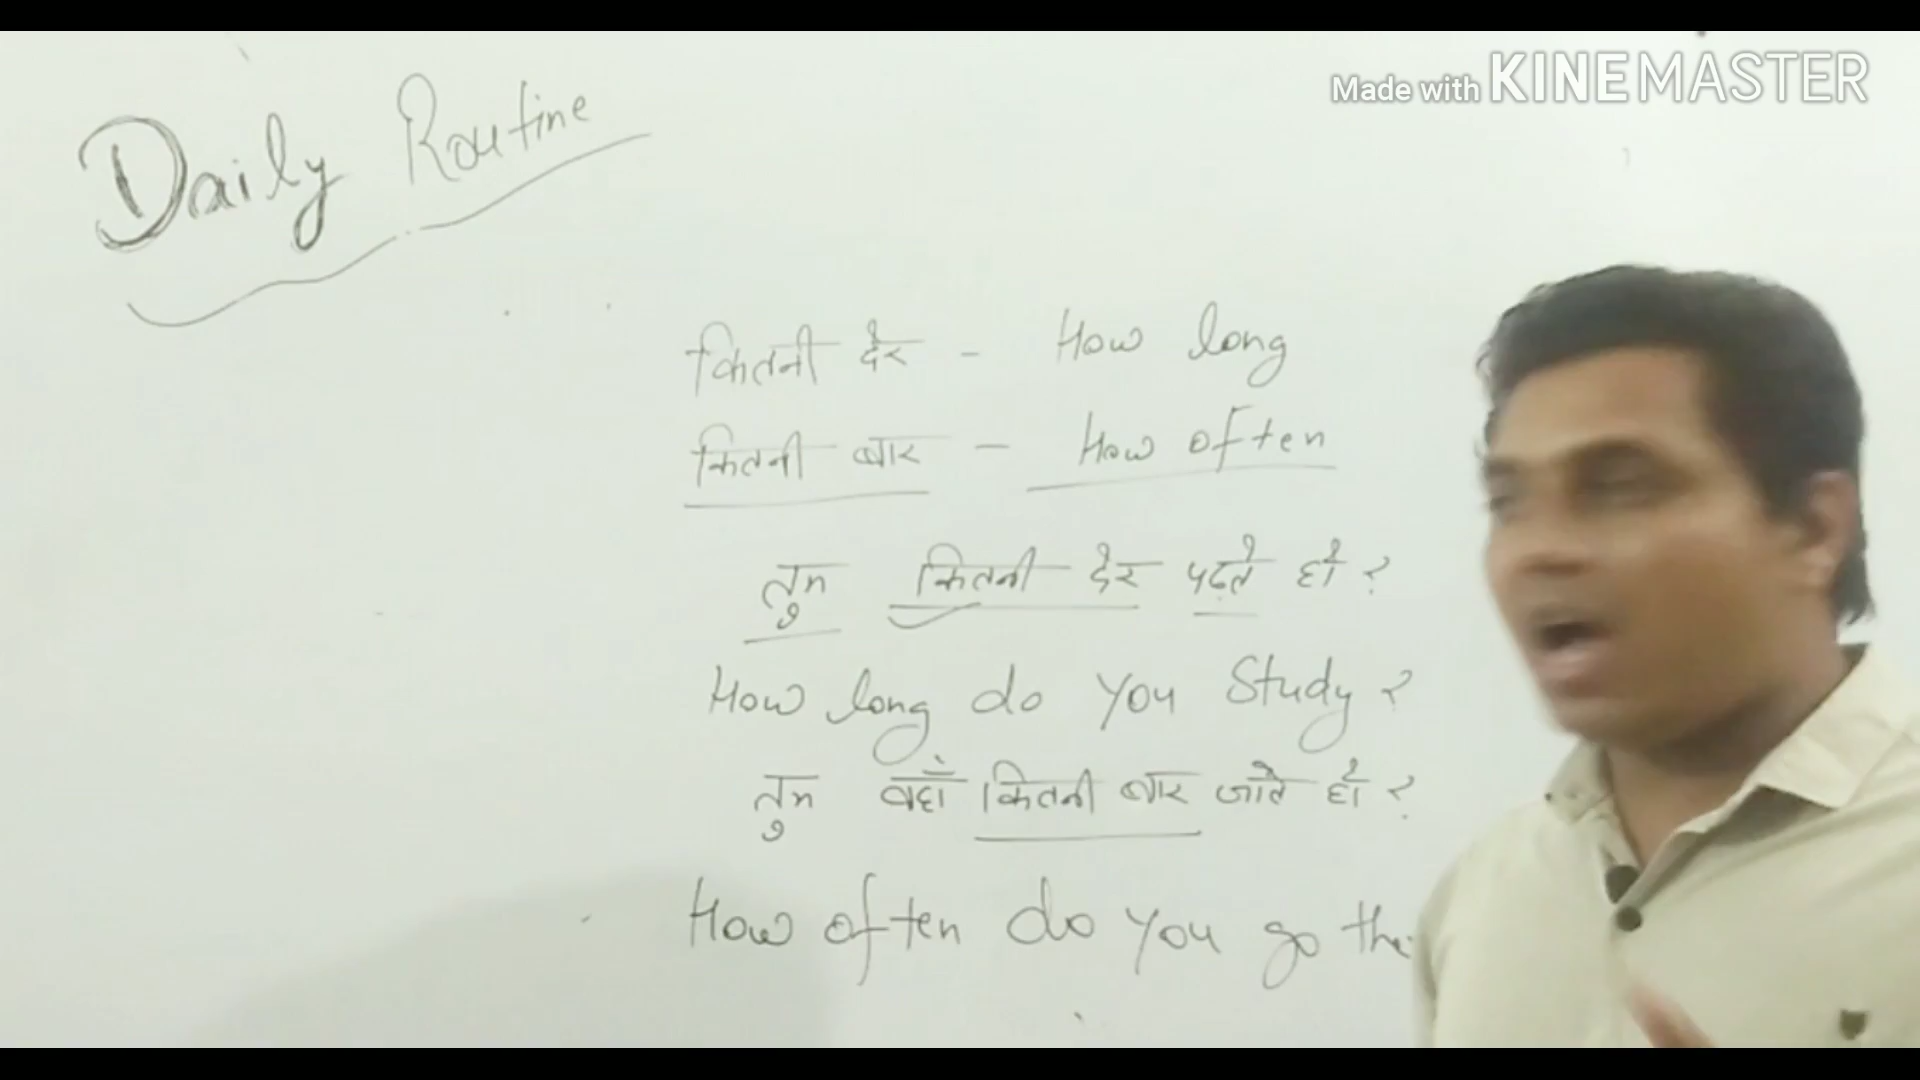 Made with KINEMASTER
Daily Routine
कितनी देर - How long
कितनी बार - How often
तुम कितनी देर पढ़ते हो?
How long do you Study?
तुम वहाँ कितनी बार जाते हो?
How often do you go